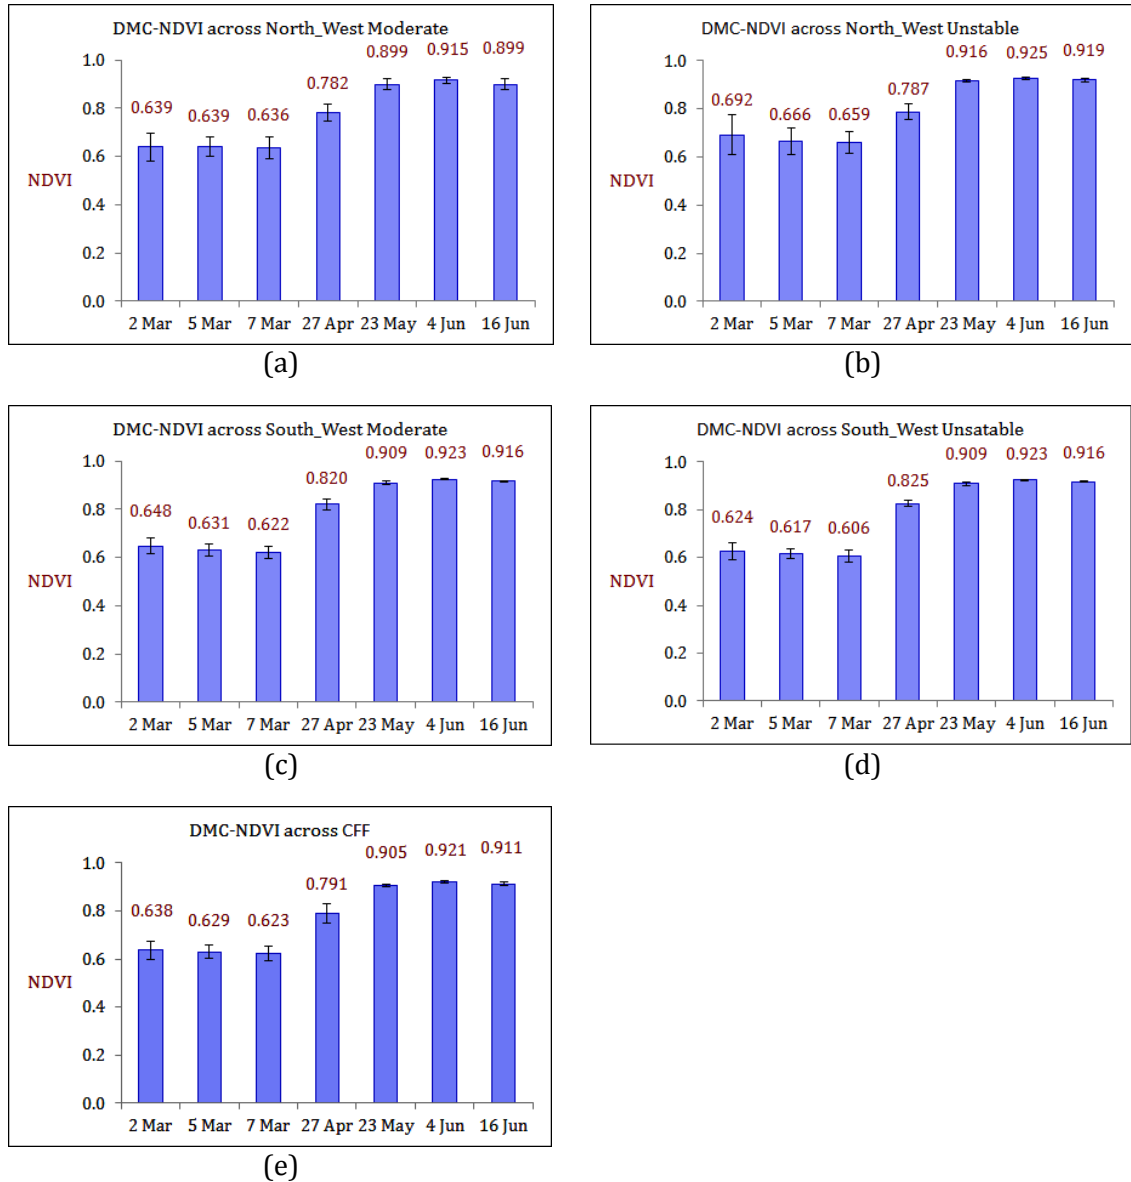 DMC-NDVI across North_West Moderate
0.899 0.915 0.899
0.782
0.639 0.639 0.636
1.0
0.8
0.6
NDVI
0.4
0.2
0.0
2 Mar 5 Mar 7 Mar 27 Apr 23 May 4 Jun 16 Jun
(a)
DMC-NDVI across North_West Unstable
0.916 0.925 0.919
0.787
0.692 0.666 0.659
1.0
0.8
0.6
NDVI
0.4
0.2
0.0
2 Mar 5 Mar 7 Mar 27 Apr 23 May 4 Jun 16 Jun
(b)
DMC-NDVI across South_West Moderate
0.909 0.923 0.916
0.820
0.648 0.631 0.622
1.0
0.8
0.6
NDVI
0.4
0.2
0.0
2 Mar 5 Mar 7 Mar 27 Apr 23 May 4 Jun 16 Jun
(c)
DMC-NDVI across South_West Unsatable
0.909 0.923 0.916
0.825
0.624 0.617 0.606
1.0
0.8
0.6
NDVI
0.4
0.2
0.0
2 Mar 5 Mar 7 Mar 27 Apr 23 May 4 Jun 16 Jun
(d)
DMC-NDVI across CFF
0.905 0.921 0.911
0.791
0.638 0.629 0.623
1.0
0.8
0.6
NDVI
0.4
0.2
0.0
2 Mar 5 Mar 7 Mar 27 Apr 23 May 4 Jun 16 Jun
(e)